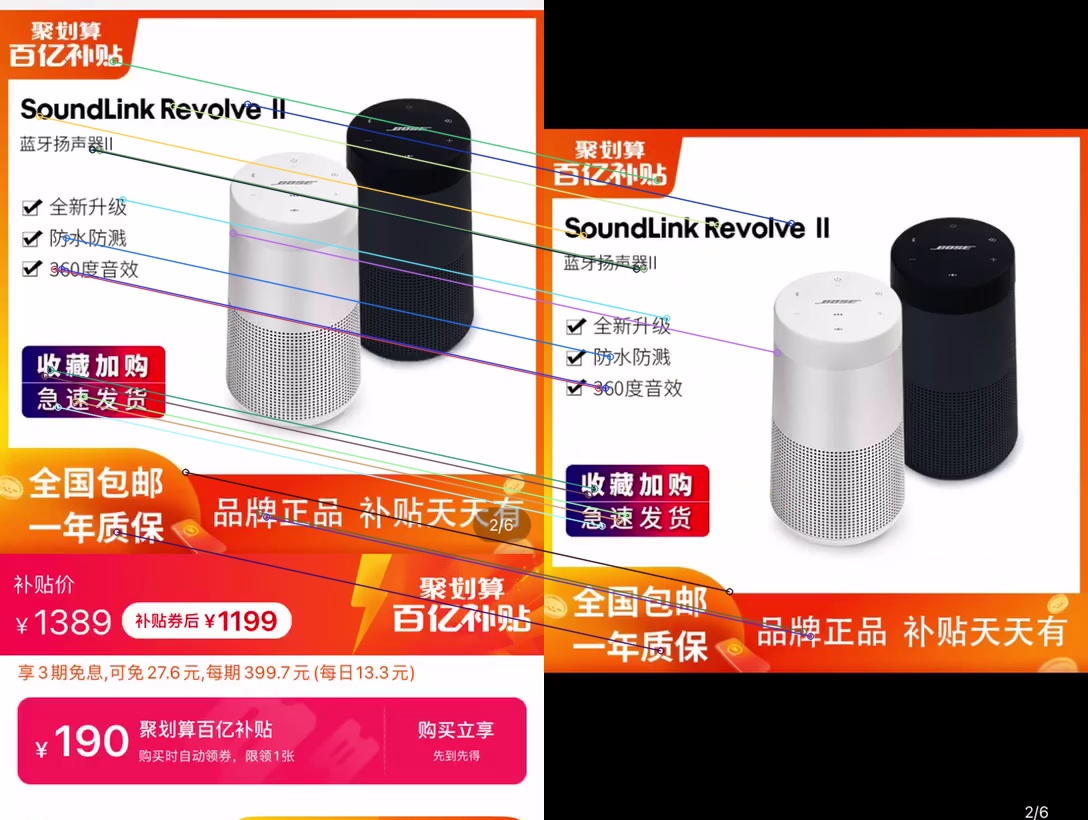 聚划算
百亿补贴
SoundLink Revolve II
蓝牙扬声器II
全新升级
防水防溅
360度音效
BOSE
BOSE
收藏加购
急速发货
全国包邮
一年质保
品牌正品 补贴天天有
2/6
补贴价
¥1389 补贴券后¥1199
聚划算
百亿补贴
享3期免息,可免27.6元,每期399.7元(每日13.3元)
¥190
聚划算百亿补贴
购买时自动领券，限领1张
购买立享
先到先得
聚划算
百亿补贴
SoundLink Revolve II
蓝牙扬声器II
全新升级
防水防溅
360度音效
BOSE
BOSE
收藏加购
急速发货
全国包邮
一年质保
品牌正品 补贴天天有
2/6